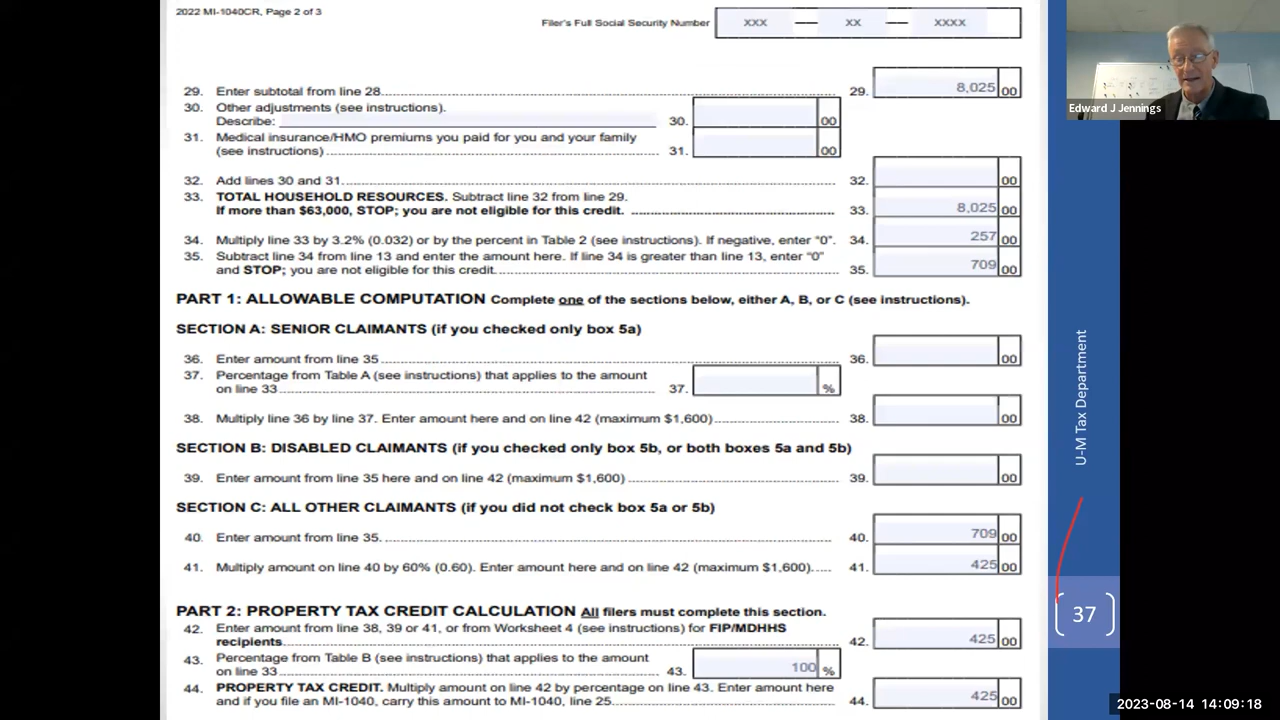 2022 MI-1040CR, Page 2 of 3
Filer's Full Social Security Number XXX — XX — XXXX
29. Enter subtotal from line 28 29. 8,025 00
30. Other adjustments (see instructions).
Describe: 30. 00
31. Medical insurance/HMO premiums you paid for you and your family
(see instructions) 31. 00
32. Add lines 30 and 31. 32. 00
33. TOTAL HOUSEHOLD RESOURCES. Subtract line 32 from line 29.
If more than $63,000, STOP; you are not eligible for this credit. 33. 8,025 00
34. Multiply line 33 by 3.2% (0.032) or by the percent in Table 2 (see instructions). If negative, enter “0”. 34. 257 00
35. Subtract line 34 from line 13 and enter the amount here. If line 34 is greater than line 13, enter “0”
and STOP; you are not eligible for this credit. 35. 709 00
PART 1: ALLOWABLE COMPUTATION Complete one of the sections below, either A, B, or C (see instructions).
SECTION A: SENIOR CLAIMANTS (if you checked only box 5a)
36. Enter amount from line 35 36. 00
37. Percentage from Table A (see instructions) that applies to the amount
on line 33 37. %
38. Multiply line 36 by line 37. Enter amount here and on line 42 (maximum $1,600) 38. 00
SECTION B: DISABLED CLAIMANTS (if you checked only box 5b, or both boxes 5a and 5b)
39. Enter amount from line 35 here and on line 42 (maximum $1,600) 39. 00
SECTION C: ALL OTHER CLAIMANTS (if you did not check box 5a or 5b)
40. Enter amount from line 35. 40. 709 00
41. Multiply amount on line 40 by 60% (0.60). Enter amount here and on line 42 (maximum $1,600). 41. 425 00
PART 2: PROPERTY TAX CREDIT CALCULATION All filers must complete this section.
42. Enter amount from line 38, 39 or 41, or from Worksheet 4 (see instructions) for FIP/MDHHS
recipients 42. 425 00
43. Percentage from Table B (see instructions) that applies to the amount
on line 33 43. 100 %
44. PROPERTY TAX CREDIT. Multiply amount on line 42 by percentage on line 43. Enter amount here
and if you file an MI-1040, carry this amount to MI-1040, line 25 44. 425 00
Edward J Jennings
U-M Tax Department
37
2023-08-14 14:09:18